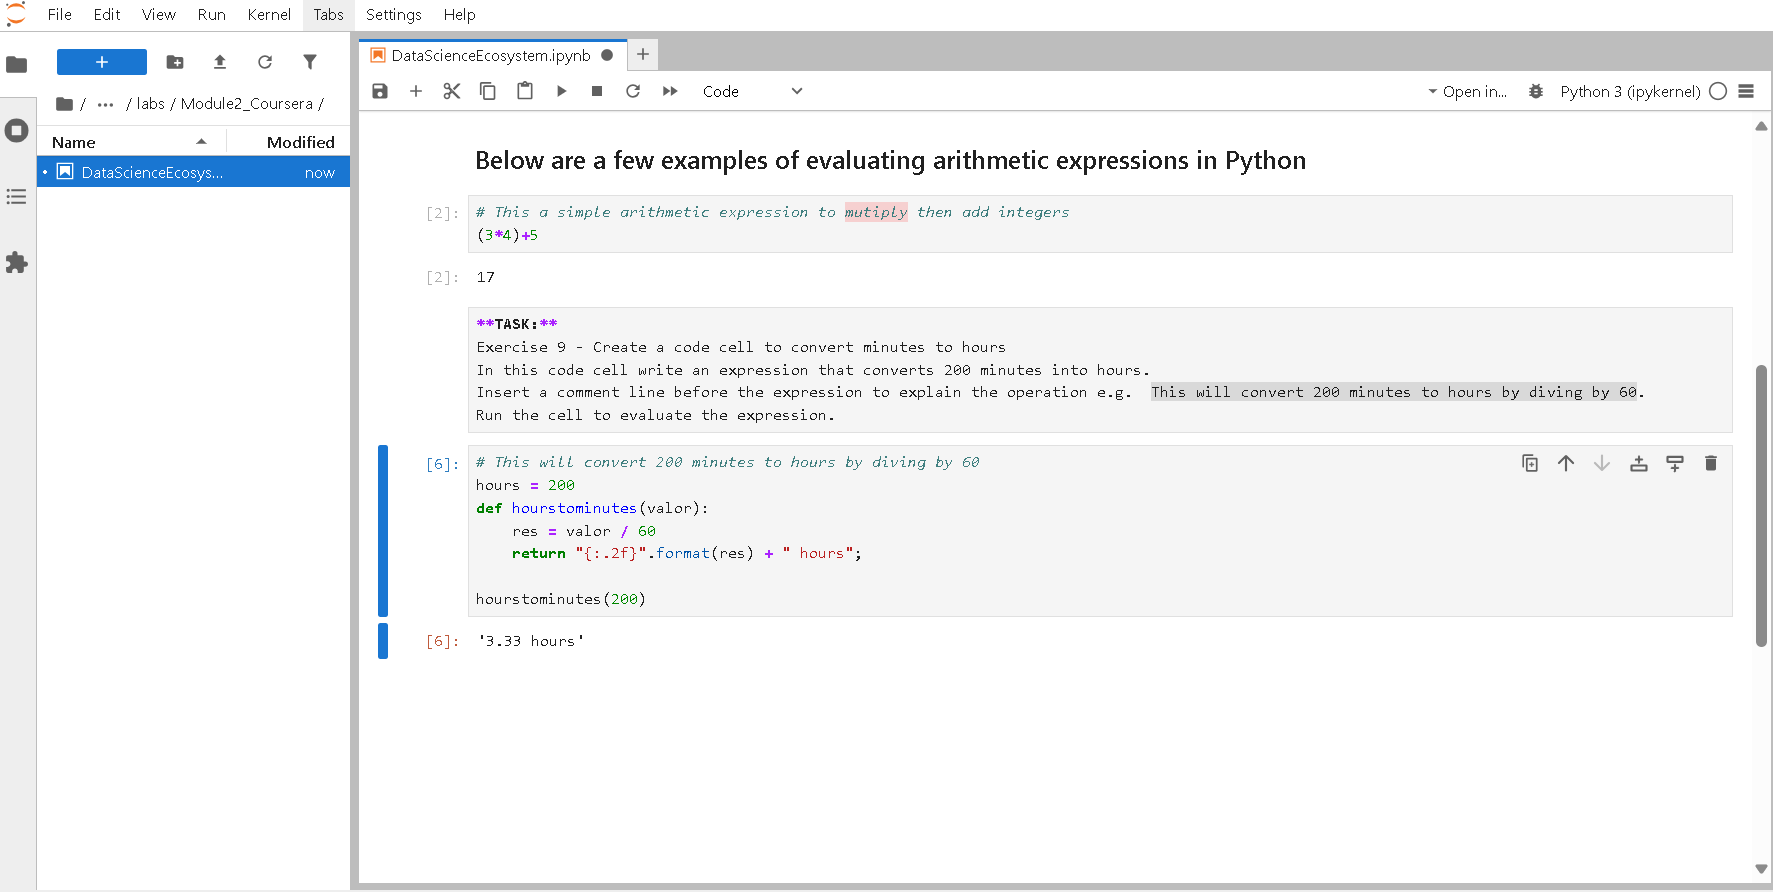 File Edit View Run Kernel Tabs Settings Help
/ ··· / labs / Module2_Coursera /
Name Modified
DataScienceEcosys... now
DataScienceEcosystem.ipynb
Code
Open in...
Python 3 (ipykernel)
Below are a few examples of evaluating arithmetic expressions in Python
[2]: # This a simple arithmetic expression to mutiply then add integers
(3*4)+5
[2]: 17
**TASK:**
Exercise 9 - Create a code cell to convert minutes to hours
In this code cell write an expression that converts 200 minutes into hours.
Insert a comment line before the expression to explain the operation e.g.  This will convert 200 minutes to hours by diving by 60.
Run the cell to evaluate the expression.
[6]: # This will convert 200 minutes to hours by diving by 60
hours = 200
def hourstominutes(valor):
    res = valor / 60
    return "{:.2f}".format(res) + " hours";
hourstominutes(200)
[6]: '3.33 hours'